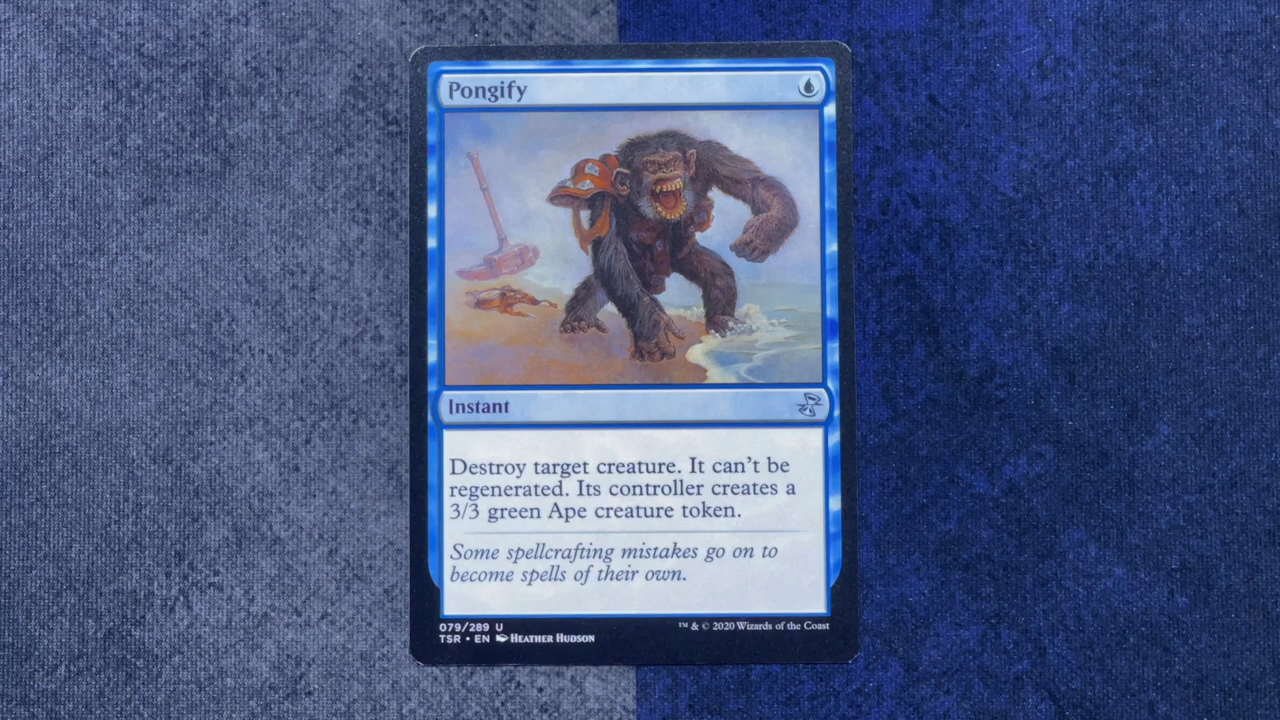 Pongify
Instant
Destroy target creature. It can't be
regenerated. Its controller creates a
3/3 green Ape creature token.
Some spellcrafting mistakes go on to
become spells of their own.
079/289 U
TSR • EN HEATHER HUDSON
™ & © 2020 Wizards of the Coast